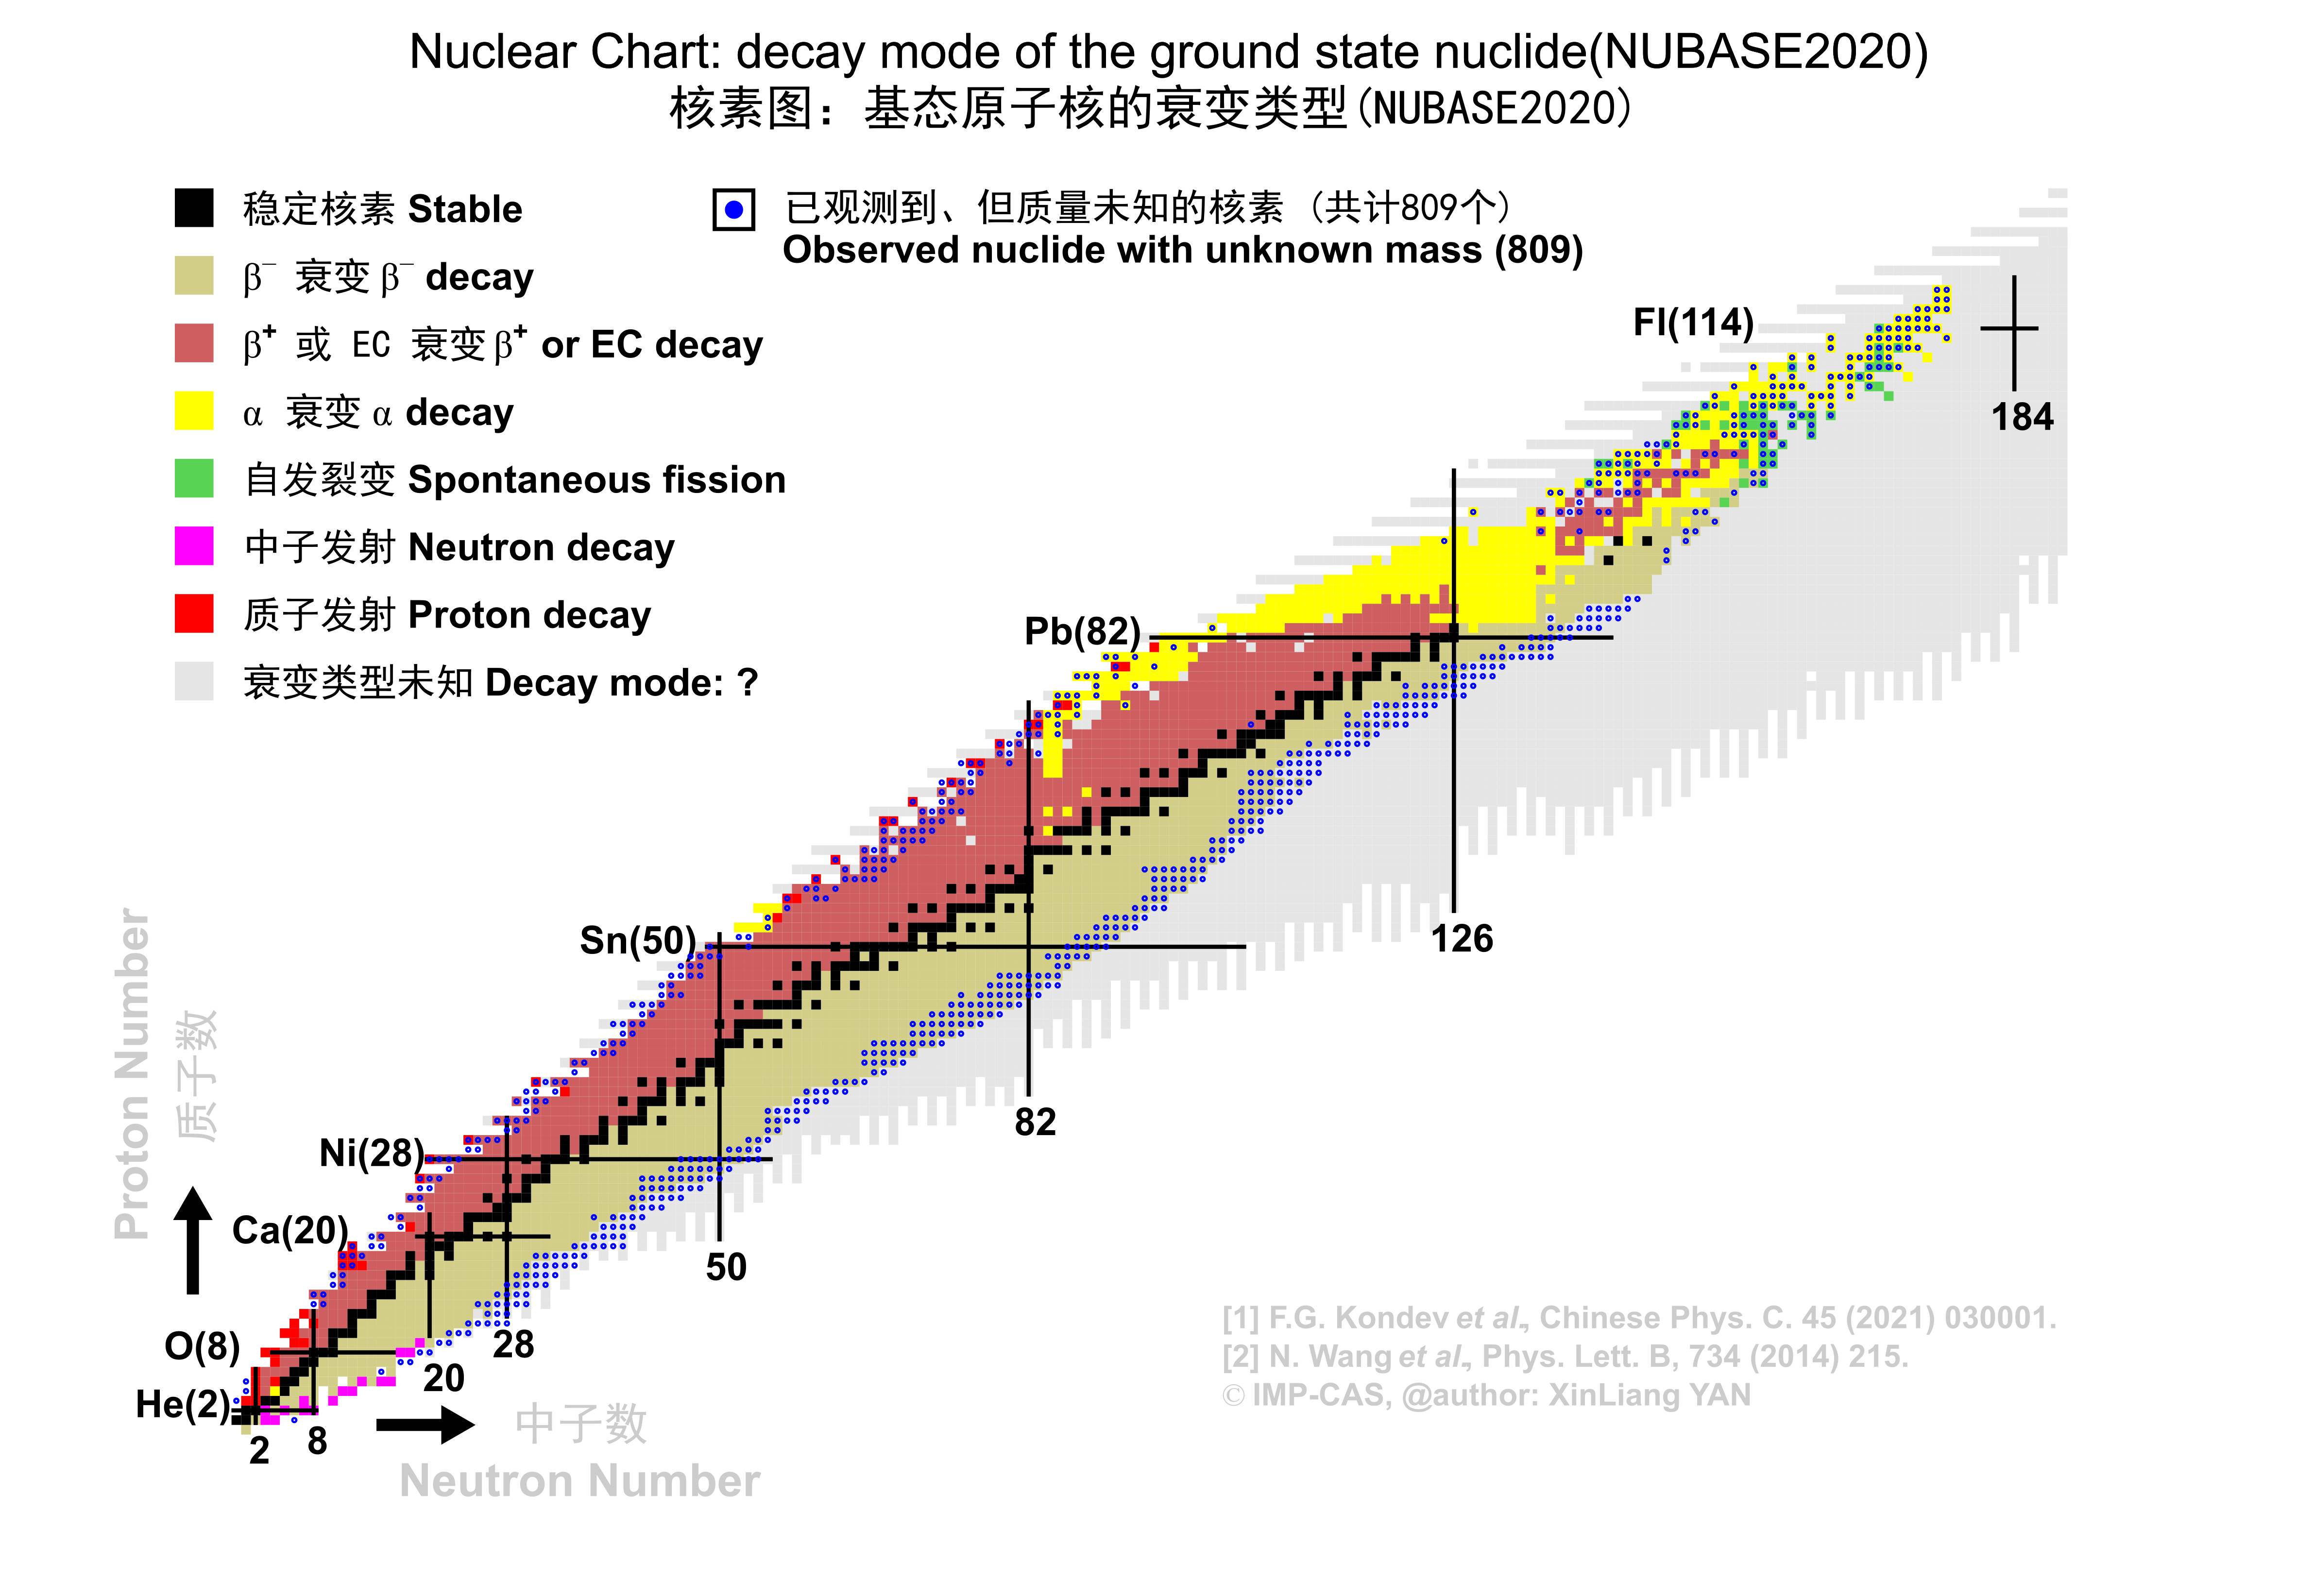 Nuclear Chart: decay mode of the ground state nuclide(NUBASE2020)
核素图：基态原子核的衰变类型(NUBASE2020)
稳定核素 Stable
β⁻ 衰变 β⁻ decay
β⁺ 或 EC 衰变 β⁺ or EC decay
α 衰变 α decay
自发裂变 Spontaneous fission
中子发射 Neutron decay
质子发射 Proton decay
衰变类型未知 Decay mode: ?
已观测到、但质量未知的核素 (共计809个)
Observed nuclide with unknown mass (809)
Fl(114)
184
Pb(82)
126
Sn(50)
82
Ni(28)
50
Ca(20)
28
O(8)
20
He(2)
8
2
Proton Number
质子数
中子数
Neutron Number
[1] F.G. Kondev et al., Chinese Phys. C. 45 (2021) 030001.
[2] N. Wang et al., Phys. Lett. B, 734 (2014) 215.
© IMP-CAS, @author: XinLiang YAN